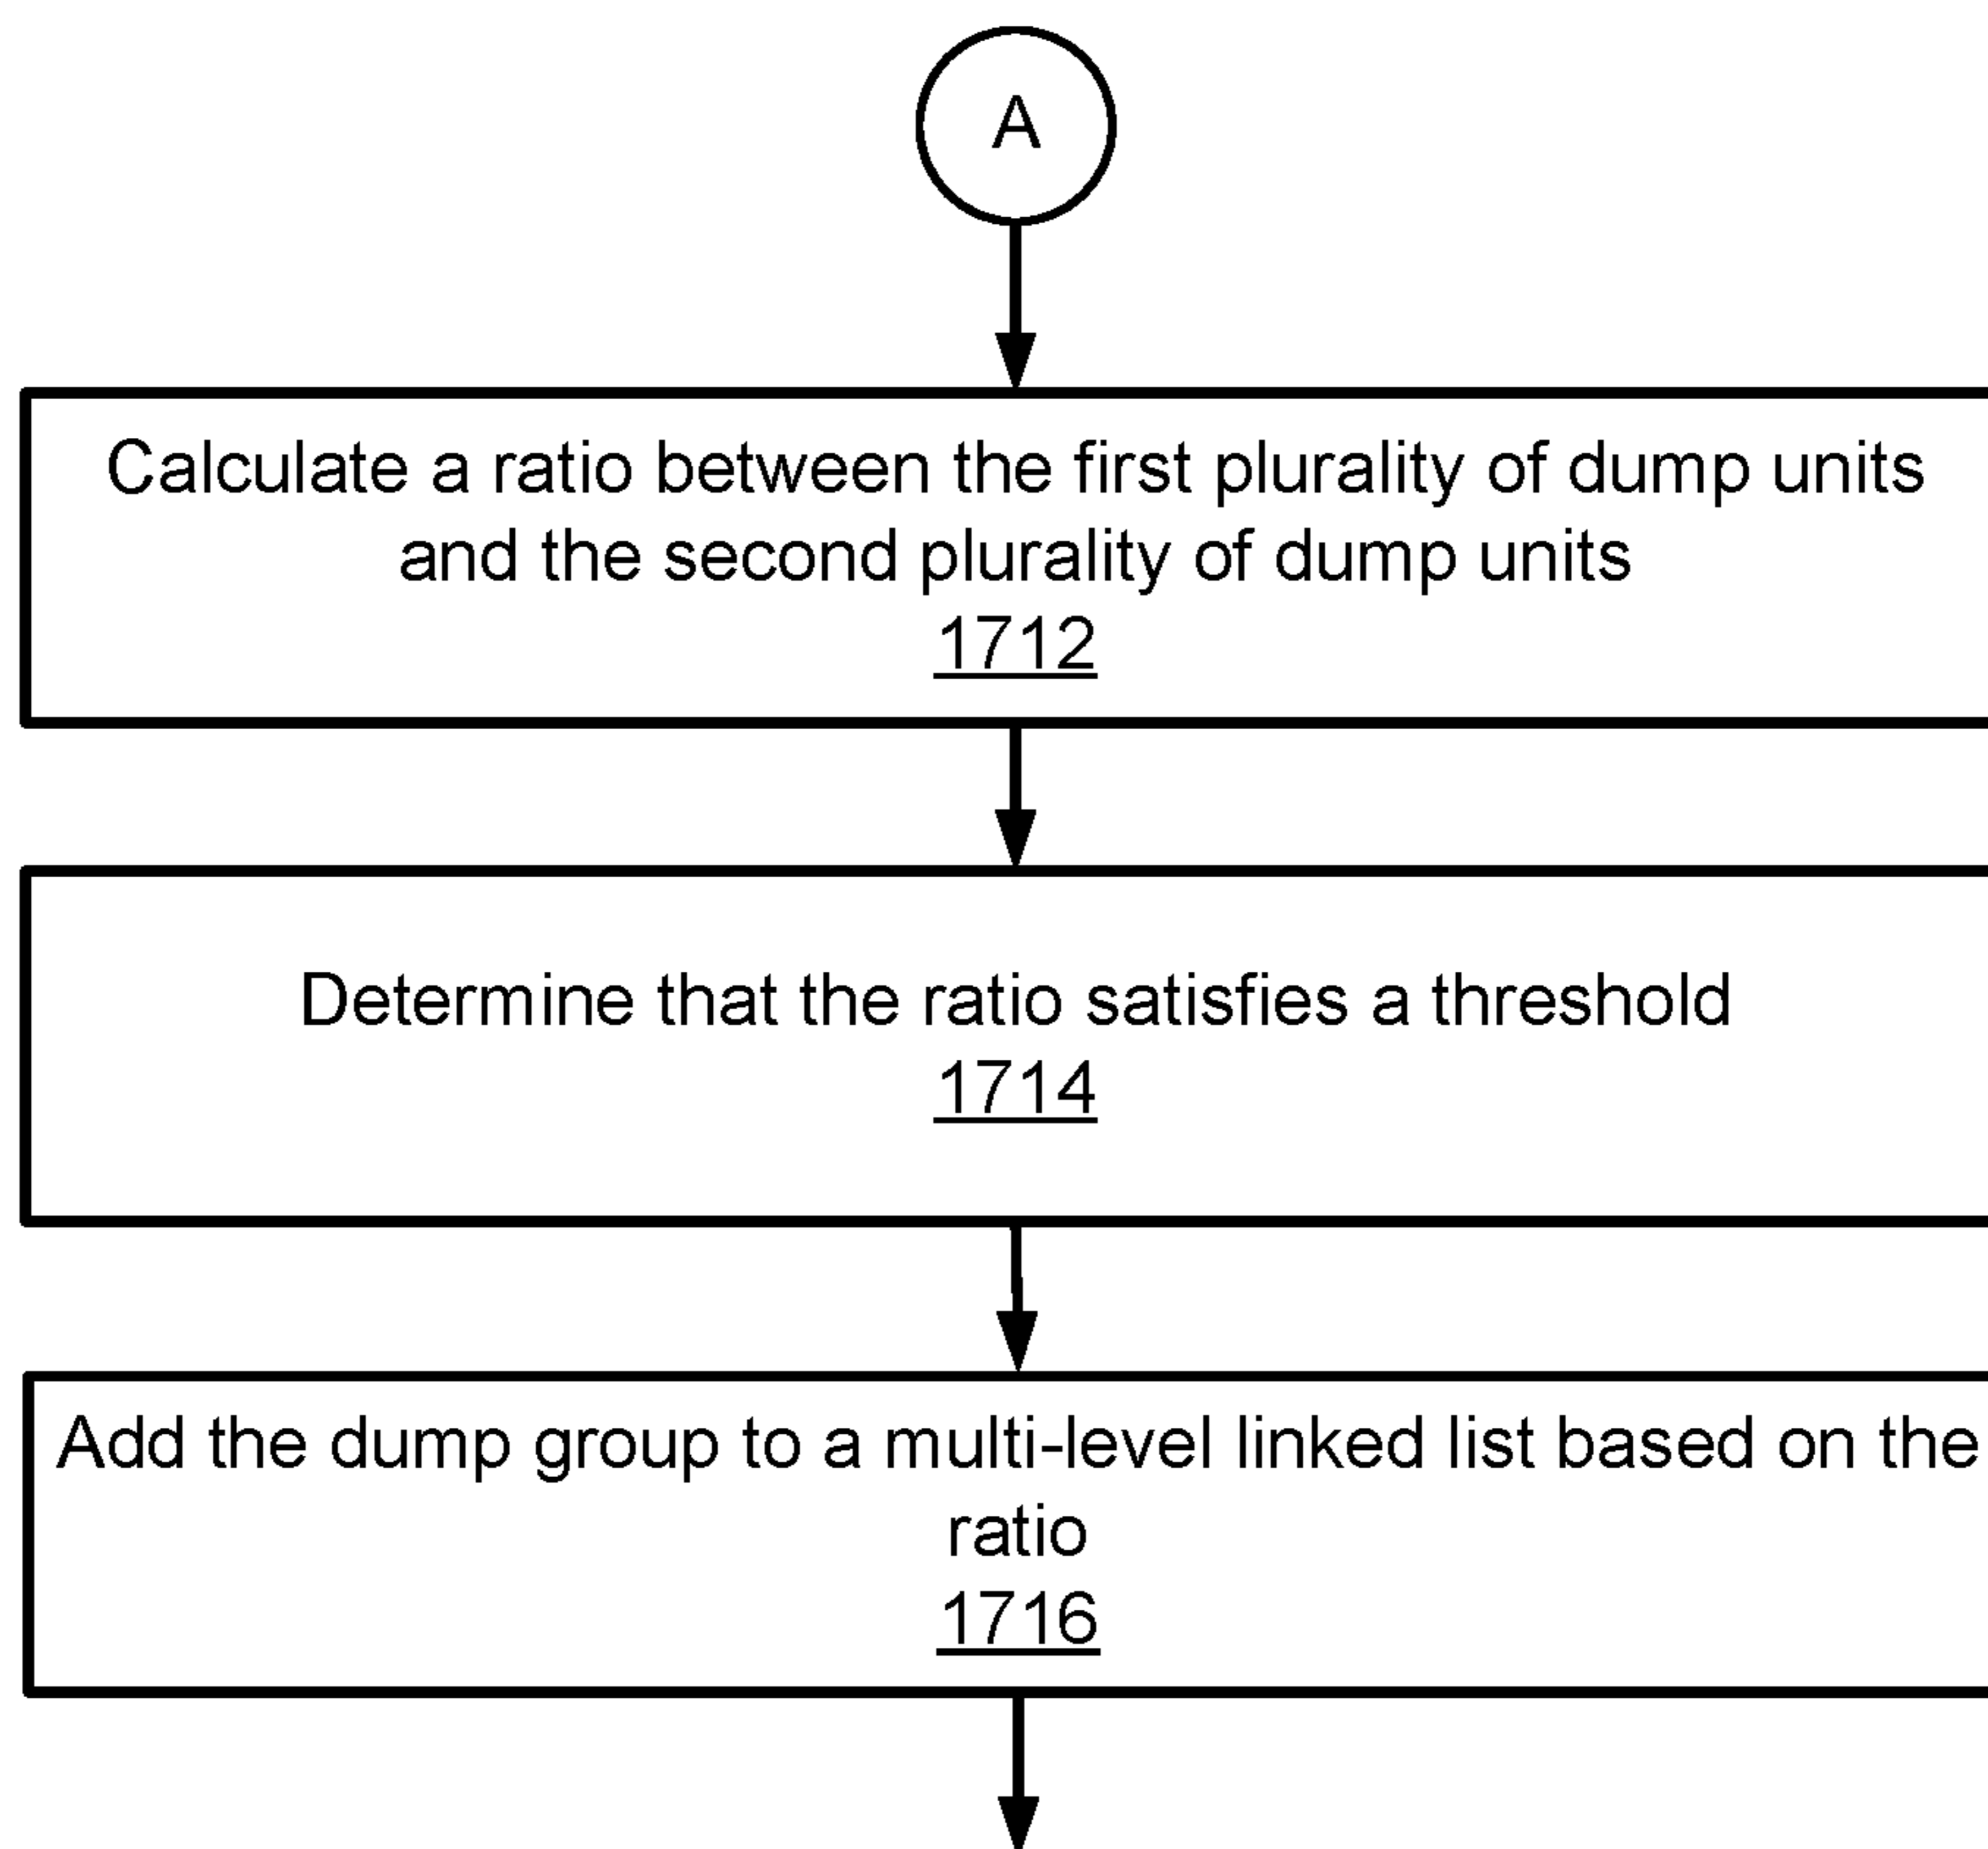 A
Calculate a ratio between the first plurality of dump units
and the second plurality of dump units
1712
Determine that the ratio satisfies a threshold
1714
Add the dump group to a multi-level linked list based on the
ratio
1716